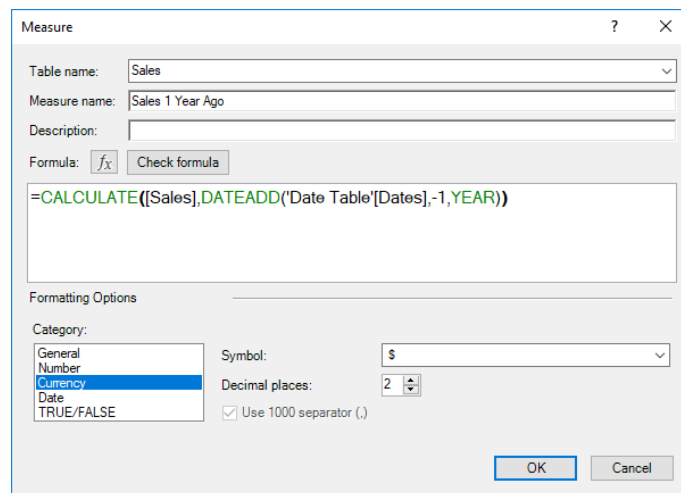 Measure ? ×
Table name: Sales
Measure name: Sales 1 Year Ago
Description:
Formula: fx Check formula
=CALCULATE([Sales],DATEADD('Date Table'[Dates],-1,YEAR))
Formatting Options
Category:
General
Number
Currency
Date
TRUE/FALSE
Symbol: $
Decimal places: 2
Use 1000 separator (,)
OK Cancel